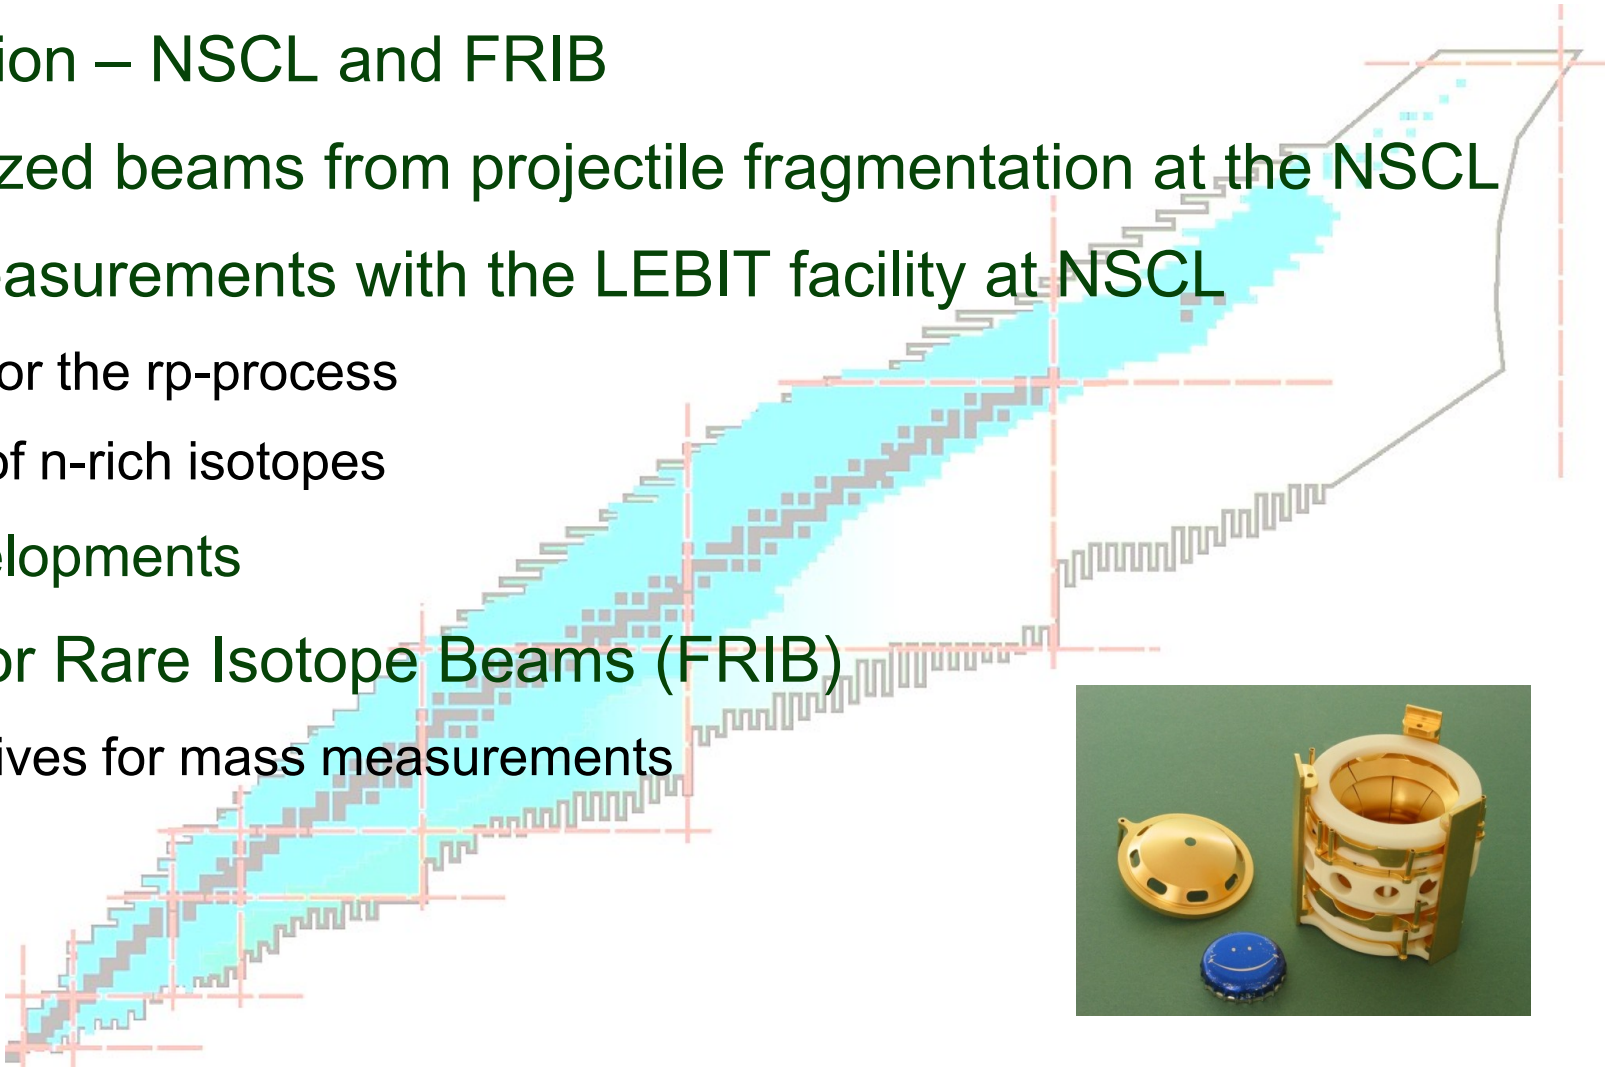 ion – NSCL and FRIB
zed beams from projectile fragmentation at the NSCL
easurements with the LEBIT facility at NSCL
or the rp-process
of n-rich isotopes
elopments
or Rare Isotope Beams (FRIB)
ives for mass measurements